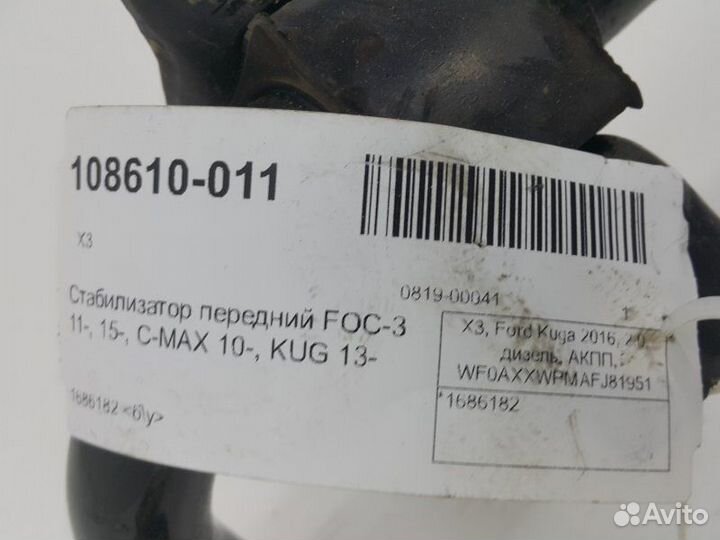 108610-011
X3
0819-00041
1
Стабилизатор передний FOC-3
11-, 15-, C-MAX 10-, KUG 13-
X3, Ford Kuga 2016, 2.0,
дизель, АКПП,
WF0AXXWPMAFJ81951
*1686182
1686182 <б\у>
Avito